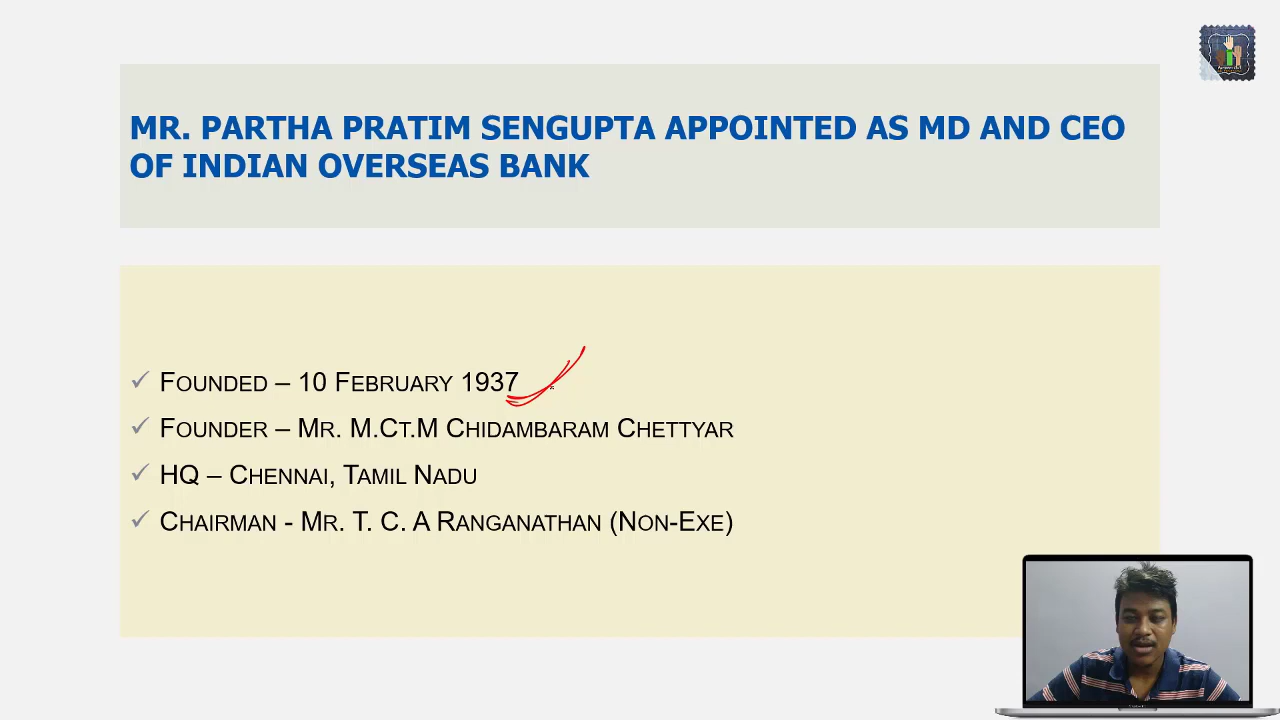 MR. PARTHA PRATIM SENGUPTA APPOINTED AS MD AND CEO
OF INDIAN OVERSEAS BANK
FOUNDED – 10 FEBRUARY 1937
FOUNDER – MR. M.CT.M CHIDAMBARAM CHETTYAR
HQ – CHENNAI, TAMIL NADU
CHAIRMAN - MR. T. C. A RANGANATHAN (NON-EXE)